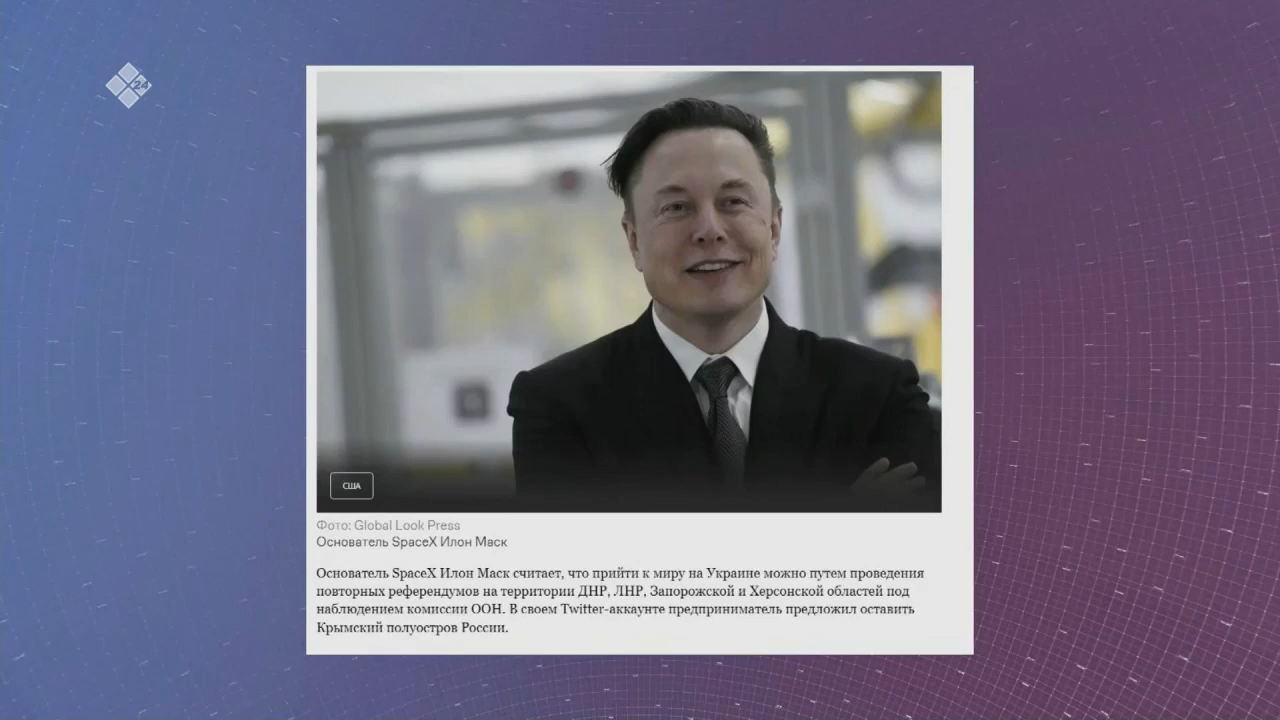 24
США
Фото: Global Look Press
Основатель SpaceX Илон Маск
Основатель SpaceX Илон Маск считает, что прийти к миру на Украине можно путем проведения
повторных референдумов на территории ДНР, ЛНР, Запорожской и Херсонской областей под
наблюдением комиссии ООН. В своем Twitter-аккаунте предприниматель предложил оставить
Крымский полуостров России.